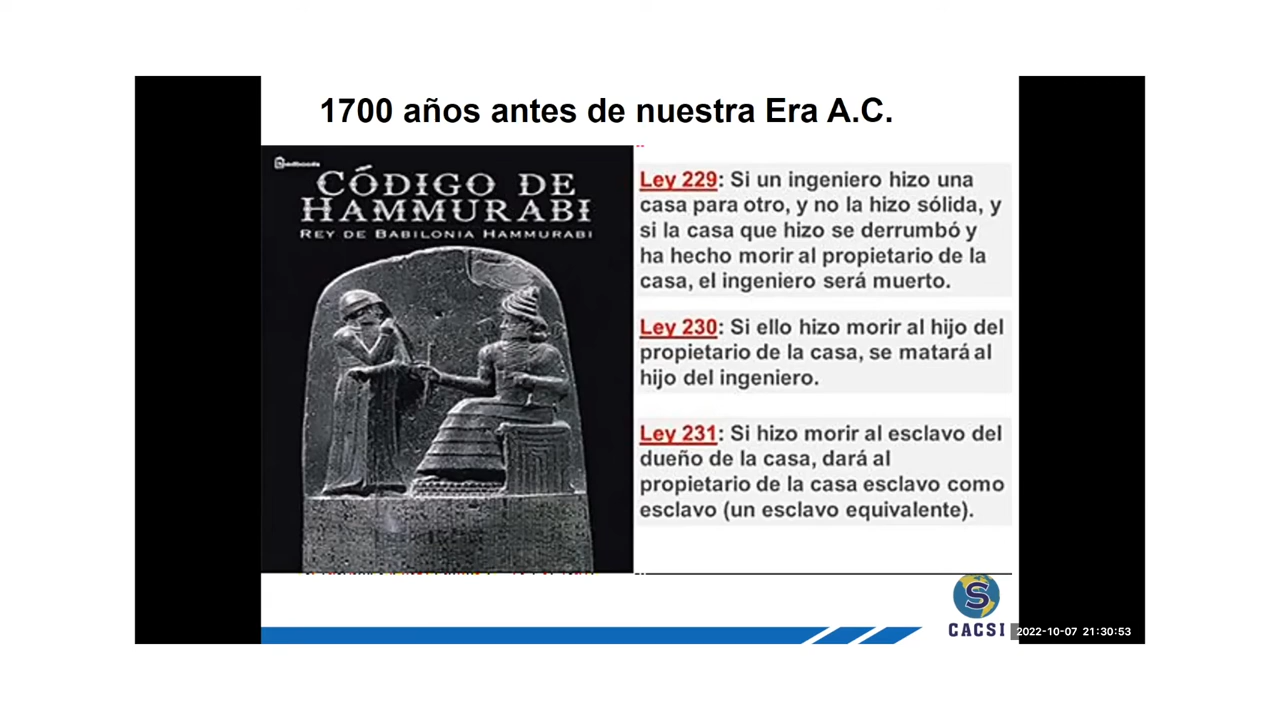 1700 años antes de nuestra Era A.C.
CÓDIGO DE
HAMMURABI
REY DE BABILONIA HAMMURABI
Ley 229: Si un ingeniero hizo una
casa para otro, y no la hizo sólida, y
si la casa que hizo se derrumbó y
ha hecho morir al propietario de la
casa, el ingeniero será muerto.
Ley 230: Si ello hizo morir al hijo del
propietario de la casa, se matará al
hijo del ingeniero.
Ley 231: Si hizo morir al esclavo del
dueño de la casa, dará al
propietario de la casa esclavo como
esclavo (un esclavo equivalente).
S
CACSI
2022-10-07 21:30:53